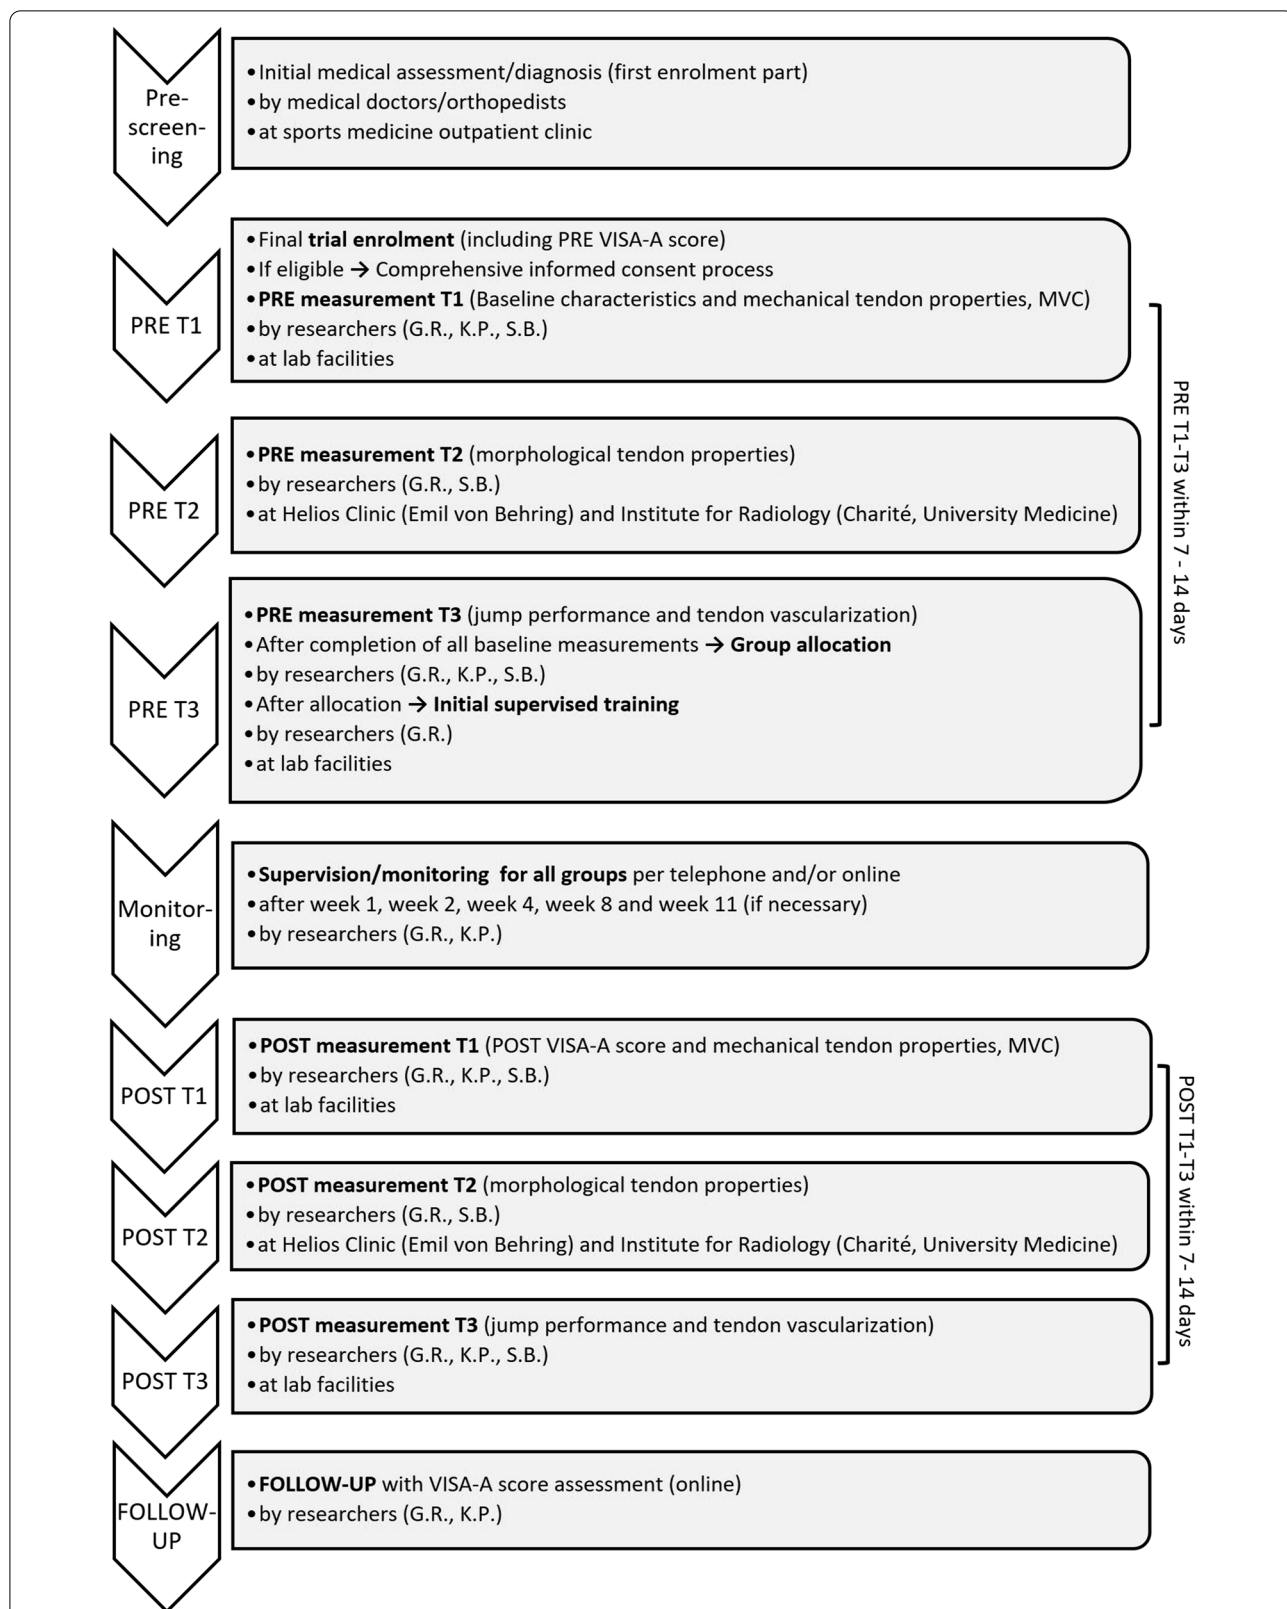 Pre-
screen-
ing
•Initial medical assessment/diagnosis (first enrolment part)
•by medical doctors/orthopedists
•at sports medicine outpatient clinic
PRE T1
•Final trial enrolment (including PRE VISA-A score)
•If eligible → Comprehensive informed consent process
•PRE measurement T1 (Baseline characteristics and mechanical tendon properties, MVC)
•by researchers (G.R., K.P., S.B.)
•at lab facilities
PRE T2
•PRE measurement T2 (morphological tendon properties)
•by researchers (G.R., S.B.)
•at Helios Clinic (Emil von Behring) and Institute for Radiology (Charité, University Medicine)
PRE T3
•PRE measurement T3 (jump performance and tendon vascularization)
•After completion of all baseline measurements → Group allocation
•by researchers (G.R., K.P., S.B.)
•After allocation → Initial supervised training
•by researchers (G.R.)
•at lab facilities
PRE T1-T3 within 7 - 14 days
Monitor-
ing
•Supervision/monitoring for all groups per telephone and/or online
•after week 1, week 2, week 4, week 8 and week 11 (if necessary)
•by researchers (G.R., K.P.)
POST T1
•POST measurement T1 (POST VISA-A score and mechanical tendon properties, MVC)
•by researchers (G.R., K.P., S.B.)
•at lab facilities
POST T2
•POST measurement T2 (morphological tendon properties)
•by researchers (G.R., S.B.)
•at Helios Clinic (Emil von Behring) and Institute for Radiology (Charité, University Medicine)
POST T3
•POST measurement T3 (jump performance and tendon vascularization)
•by researchers (G.R., K.P., S.B.)
•at lab facilities
POST T1-T3 within 7- 14 days
FOLLOW-
UP
•FOLLOW-UP with VISA-A score assessment (online)
•by researchers (G.R., K.P.)